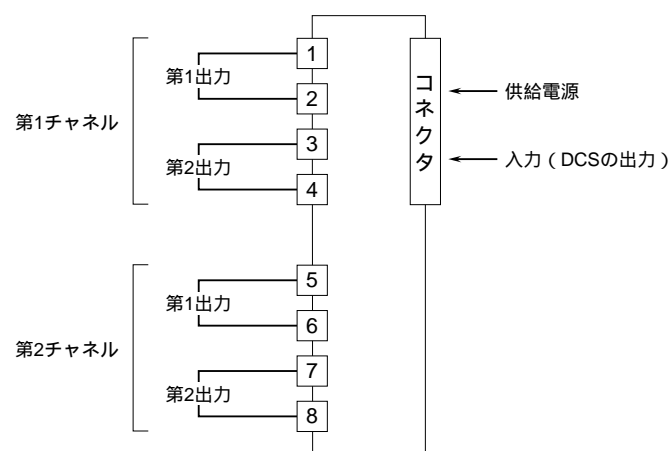 第1チャネル
第1出力
1
2
第2出力
3
4
第2チャネル
第1出力
5
6
第2出力
7
8
コネクタ
供給電源
入力（DCSの出力）